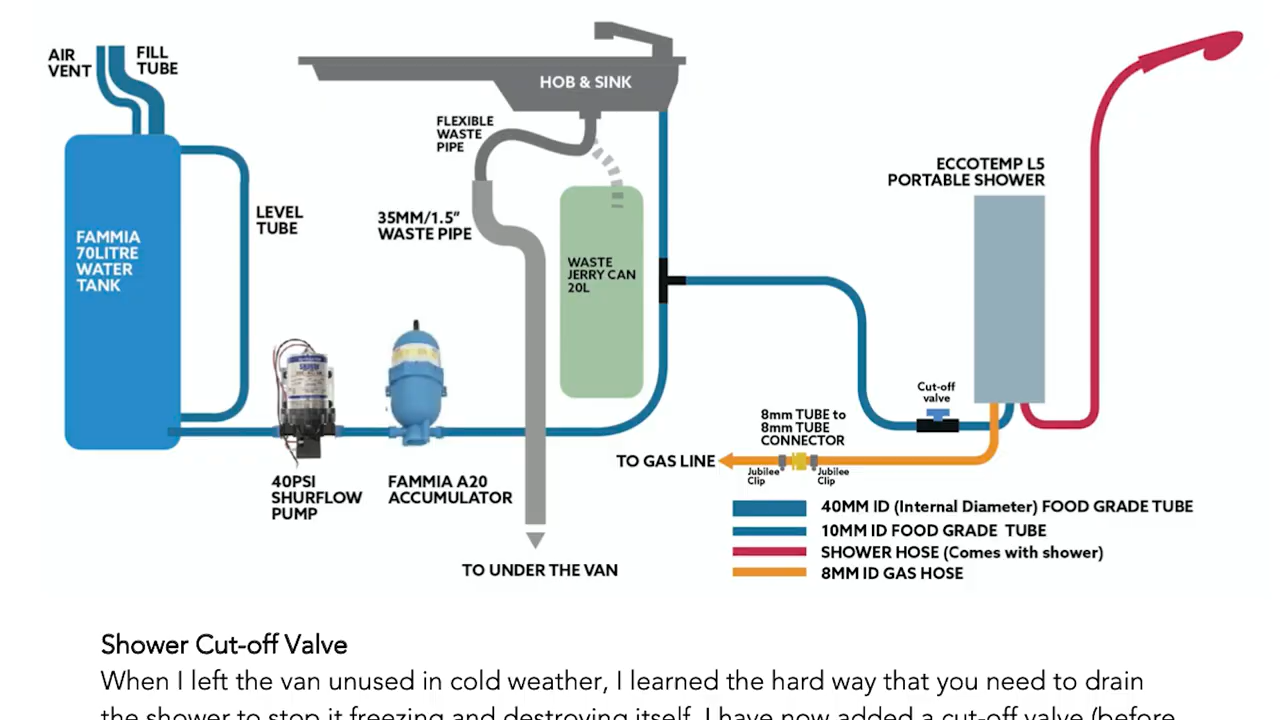 AIR
VENT
FILL
TUBE
HOB & SINK
FLEXIBLE
WASTE
PIPE
ECCOTEMP L5
PORTABLE SHOWER
LEVEL
TUBE
35MM/1.5”
WASTE PIPE
FAMMIA
70LITRE
WATER
TANK
WASTE
JERRY CAN
20L
Cut-off
valve
8mm TUBE to
8mm TUBE
CONNECTOR
TO GAS LINE
Jubilee
Clip
Jubilee
Clip
40PSI
SHURFLOW
PUMP
FAMMIA A20
ACCUMULATOR
40MM ID (Internal Diameter) FOOD GRADE TUBE
10MM ID FOOD GRADE TUBE
SHOWER HOSE (Comes with shower)
8MM ID GAS HOSE
TO UNDER THE VAN
Shower Cut-off Valve
When I left the van unused in cold weather, I learned the hard way that you need to drain
the shower to stop it freezing and destroying itself. I have now added a cut-off valve (before